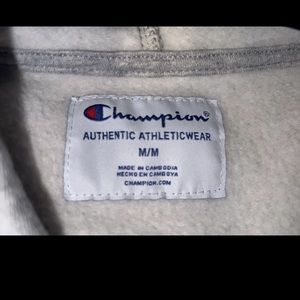 Champion®
AUTHENTIC ATHLETICWEAR
M/M
MADE IN CAMBODIA
HECHO EN CAMBOYA
CHAMPION.COM